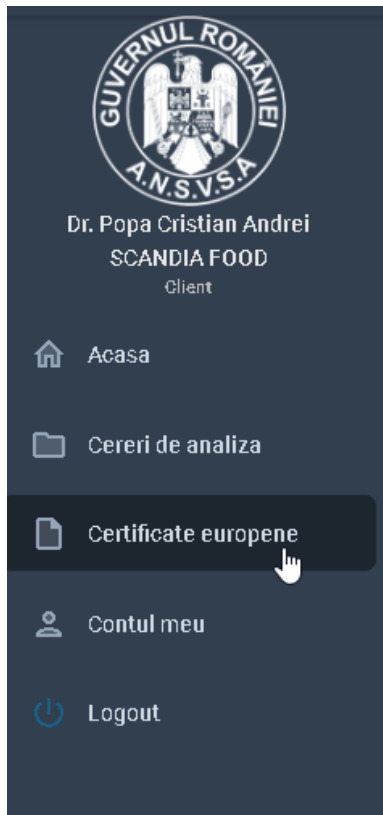 GUVERNUL ROMÂNIEI
A.N.S.V.S.A
Dr. Popa Cristian Andrei
SCANDIA FOOD
Client
Acasa
Cereri de analiza
Certificate europene
Contul meu
Logout